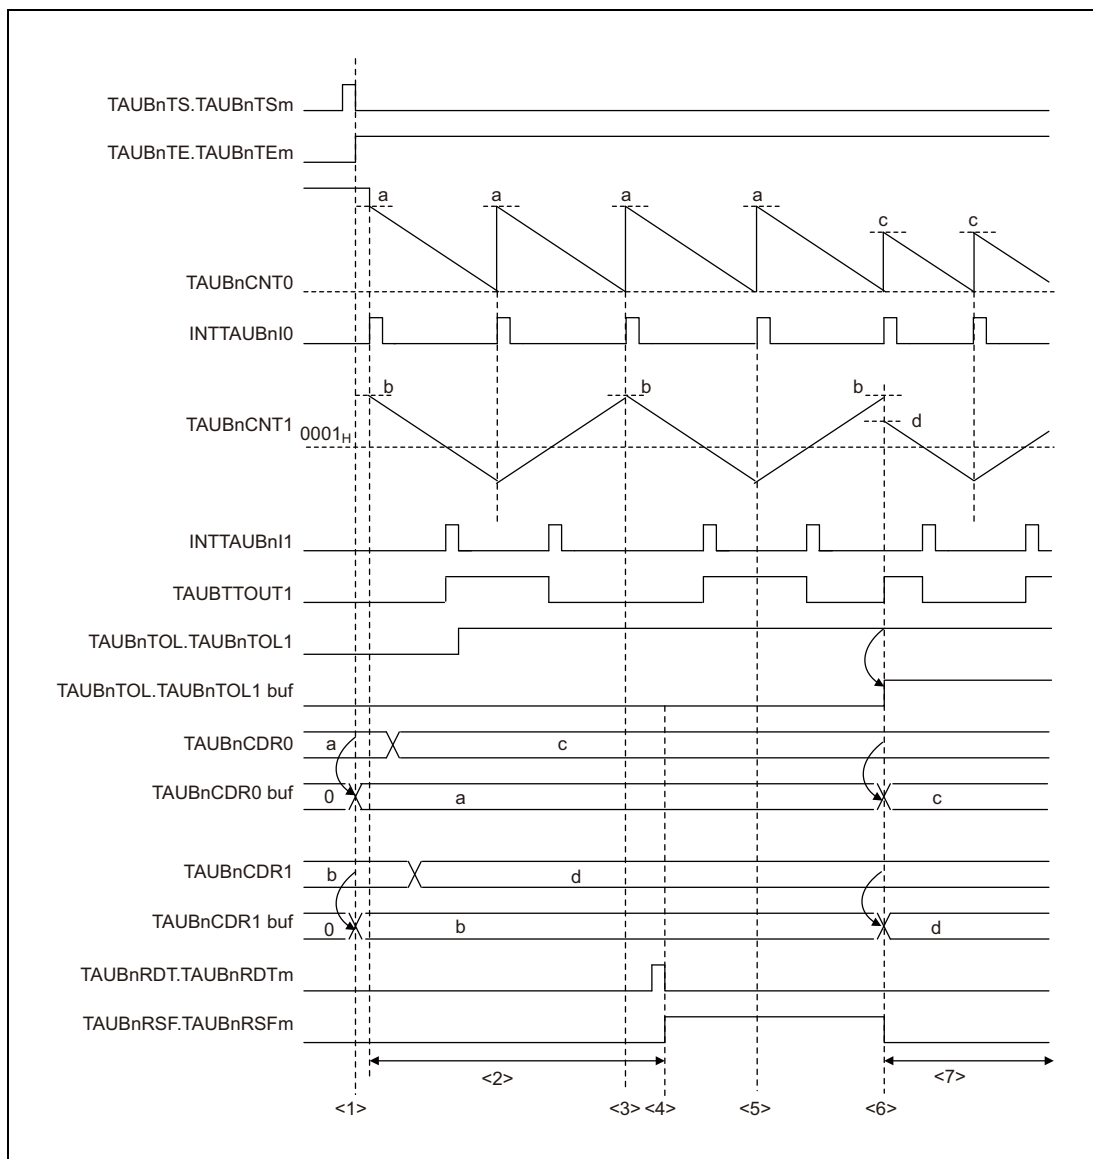 TAUBnTS.TAUBnTSm
TAUBnTE.TAUBnTEm
a a a a
c c
TAUBnCNT0
INTTAUBnI0
b b b
d
TAUBnCNT1
0001H
INTTAUBnI1
TAUBTTOUT1
TAUBnTOL.TAUBnTOL1
TAUBnTOL.TAUBnTOL1 buf
TAUBnCDR0 a c
TAUBnCDR0 buf 0 a c
TAUBnCDR1 b d
TAUBnCDR1 buf 0 b d
TAUBnRDT.TAUBnRDTm
TAUBnRSF.TAUBnRSFm
<2> <7>
<1> <3> <4> <5> <6>